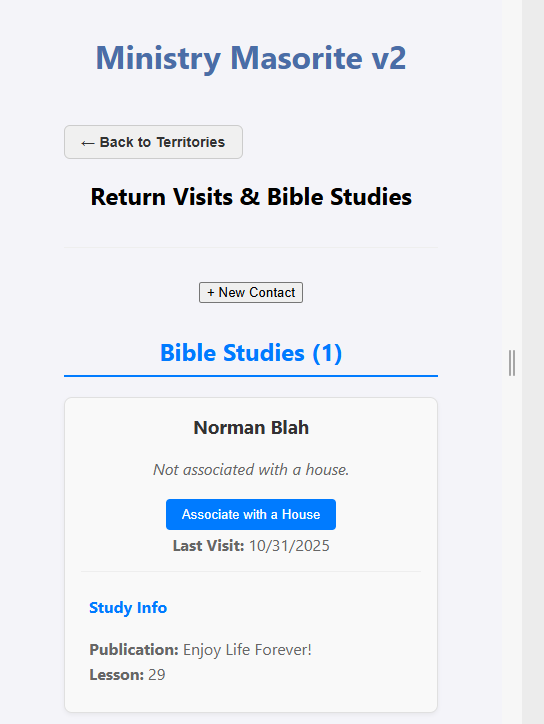 Ministry Masorite v2
← Back to Territories
Return Visits & Bible Studies
+ New Contact
Bible Studies (1)
Norman Blah
Not associated with a house.
Associate with a House
Last Visit: 10/31/2025
Study Info
Publication: Enjoy Life Forever!
Lesson: 29